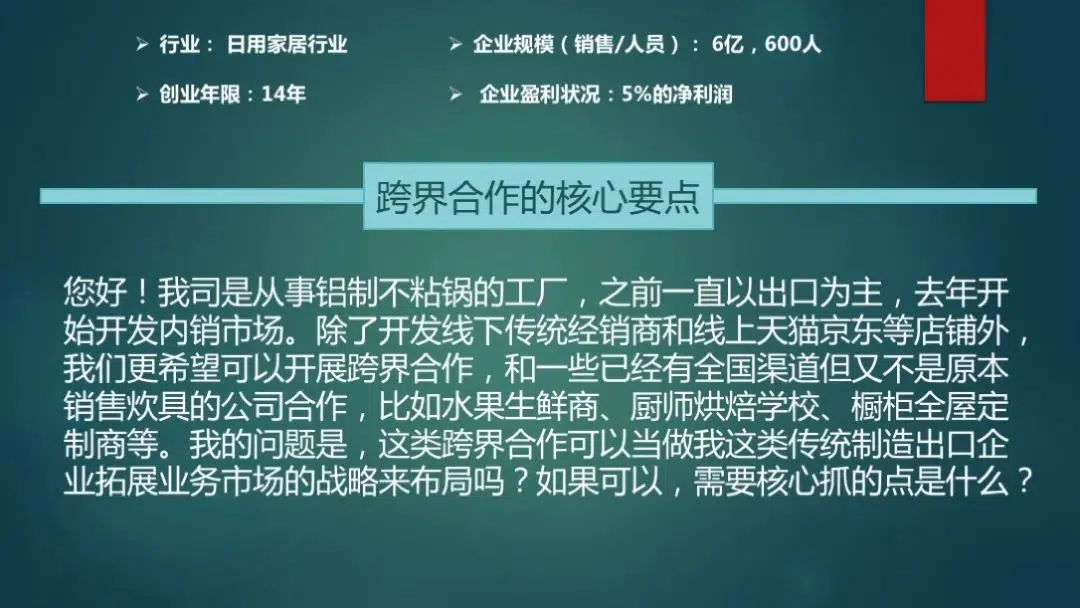 ➢ 行业： 日用家居行业
➢ 企业规模（销售/人员）： 6亿，600人
➢ 创业年限：14年
➢ 企业盈利状况：5%的净利润
跨界合作的核心要点
您好！我司是从事铝制不粘锅的工厂，之前一直以出口为主，去年开
始开发内销市场。除了开发线下传统经销商和线上天猫京东等店铺外，
我们更希望可以开展跨界合作，和一些已经有全国渠道但又不是原本
销售炊具的公司合作，比如水果生鲜商、厨师烘焙学校、橱柜全屋定
制商等。我的问题是，这类跨界合作可以当做我这类传统制造出口企
业拓展业务市场的战略来布局吗？如果可以，需要核心抓的点是什么？